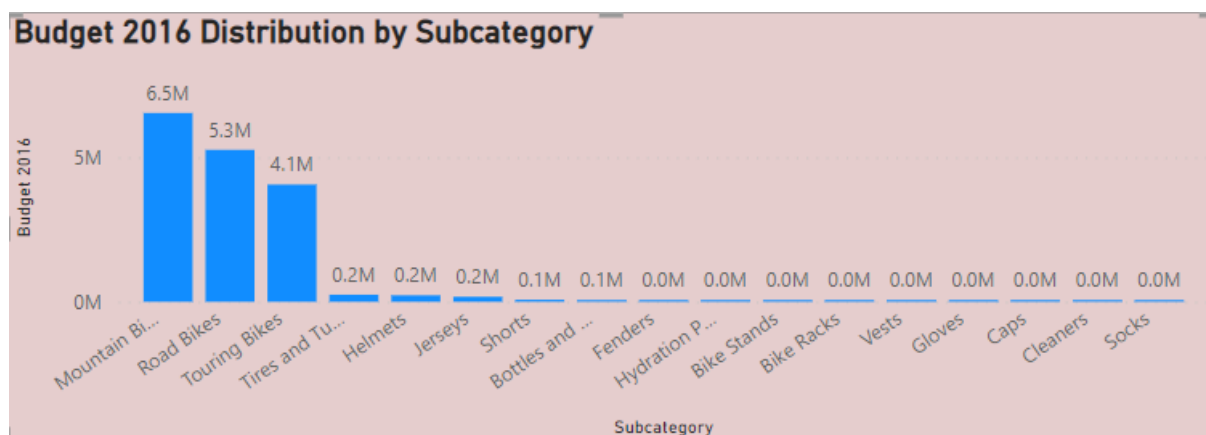 Budget 2016 Distribution by Subcategory
Budget 2016
5M
0M
6.5M
5.3M
4.1M
0.2M
0.2M
0.2M
0.1M
0.1M
0.0M
0.0M
0.0M
0.0M
0.0M
0.0M
0.0M
0.0M
0.0M
Mountain Bi...
Road Bikes
Touring Bikes
Tires and Tu...
Helmets
Jerseys
Shorts
Bottles and ...
Fenders
Hydration P...
Bike Stands
Bike Racks
Vests
Gloves
Caps
Cleaners
Socks
Subcategory